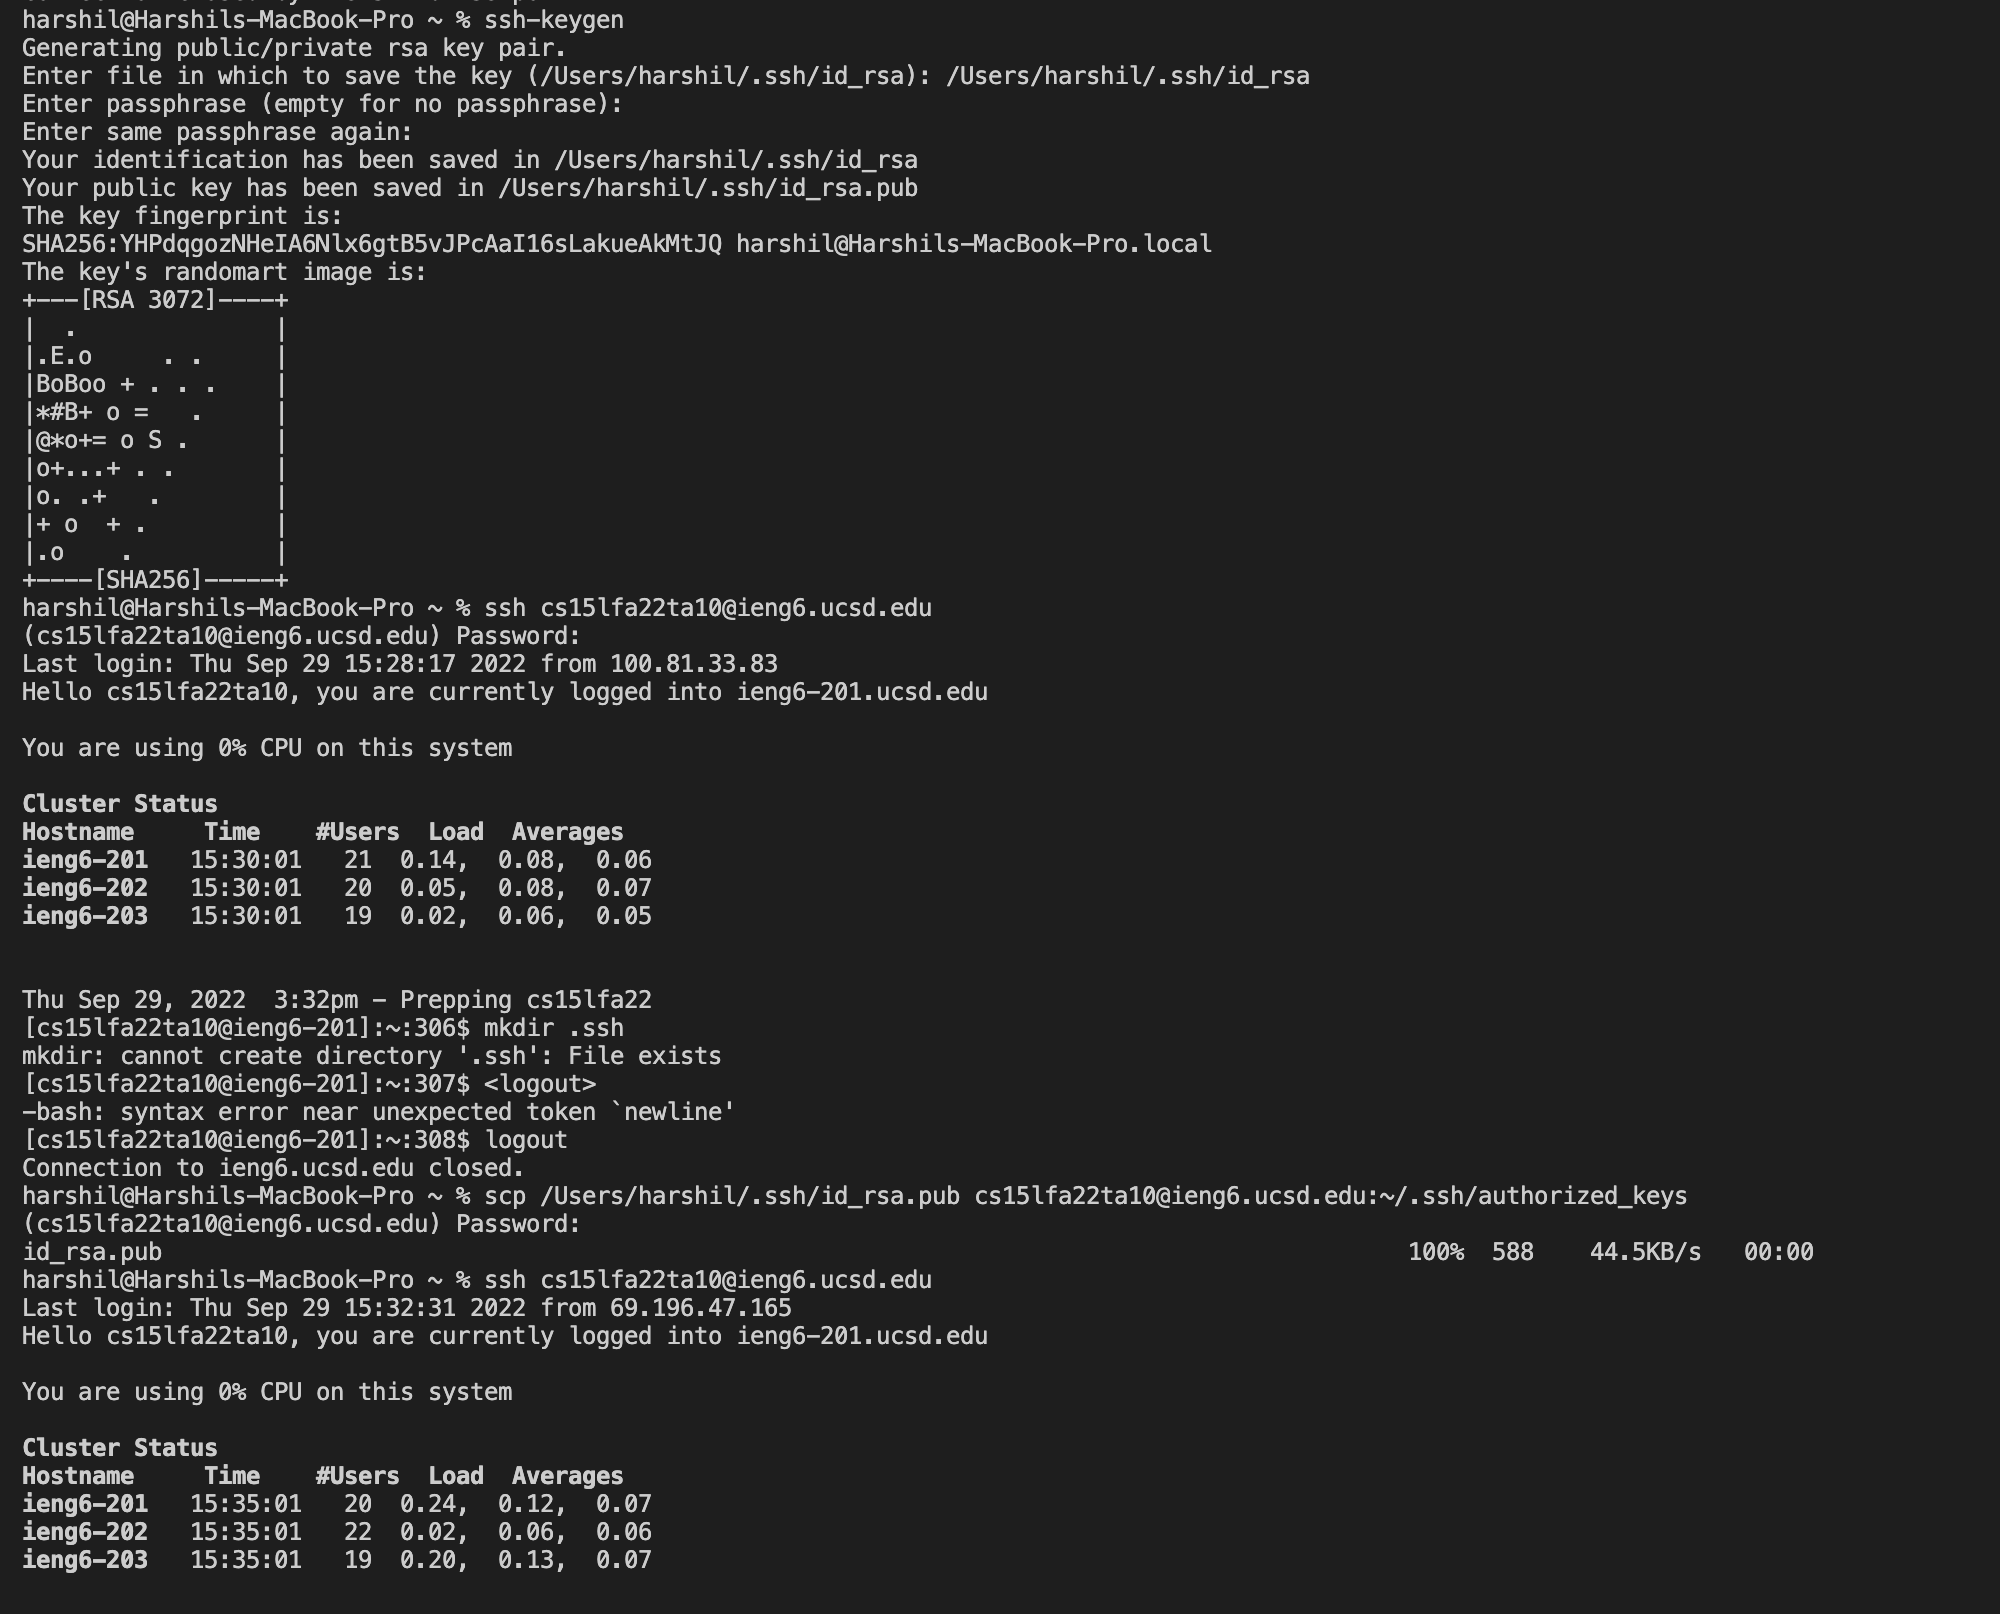 harshil@Harshils-MacBook-Pro ~ % ssh-keygen
Generating public/private rsa key pair.
Enter file in which to save the key (/Users/harshil/.ssh/id_rsa): /Users/harshil/.ssh/id_rsa
Enter passphrase (empty for no passphrase):
Enter same passphrase again:
Your identification has been saved in /Users/harshil/.ssh/id_rsa
Your public key has been saved in /Users/harshil/.ssh/id_rsa.pub
The key fingerprint is:
SHA256:YHPdqgozNHeIA6Nlx6gtB5vJPcAaI16sLakueAkMtJQ harshil@Harshils-MacBook-Pro.local
The key's randomart image is:
+---[RSA 3072]----+
|  .              |
|.E.o     . .     |
|BoBoo + . . .    |
|*#B+ o =   .     |
|@*o+= o S .      |
|o+...+ . .       |
|o. .+   .        |
|+ o  + .         |
|.o    .          |
+----[SHA256]-----+
harshil@Harshils-MacBook-Pro ~ % ssh cs15lfa22ta10@ieng6.ucsd.edu
(cs15lfa22ta10@ieng6.ucsd.edu) Password:
Last login: Thu Sep 29 15:28:17 2022 from 100.81.33.83
Hello cs15lfa22ta10, you are currently logged into ieng6-201.ucsd.edu
You are using 0% CPU on this system
Cluster Status
Hostname     Time    #Users  Load  Averages
ieng6-201   15:30:01   21  0.14,  0.08,  0.06
ieng6-202   15:30:01   20  0.05,  0.08,  0.07
ieng6-203   15:30:01   19  0.02,  0.06,  0.05
Thu Sep 29, 2022  3:32pm - Prepping cs15lfa22
[cs15lfa22ta10@ieng6-201]:~:306$ mkdir .ssh
mkdir: cannot create directory '.ssh': File exists
[cs15lfa22ta10@ieng6-201]:~:307$ <logout>
-bash: syntax error near unexpected token `newline'
[cs15lfa22ta10@ieng6-201]:~:308$ logout
Connection to ieng6.ucsd.edu closed.
harshil@Harshils-MacBook-Pro ~ % scp /Users/harshil/.ssh/id_rsa.pub cs15lfa22ta10@ieng6.ucsd.edu:~/.ssh/authorized_keys
(cs15lfa22ta10@ieng6.ucsd.edu) Password:
id_rsa.pub                                        100%  588    44.5KB/s   00:00
harshil@Harshils-MacBook-Pro ~ % ssh cs15lfa22ta10@ieng6.ucsd.edu
Last login: Thu Sep 29 15:32:31 2022 from 69.196.47.165
Hello cs15lfa22ta10, you are currently logged into ieng6-201.ucsd.edu
You are using 0% CPU on this system
Cluster Status
Hostname     Time    #Users  Load  Averages
ieng6-201   15:35:01   20  0.24,  0.12,  0.07
ieng6-202   15:35:01   22  0.02,  0.06,  0.06
ieng6-203   15:35:01   19  0.20,  0.13,  0.07